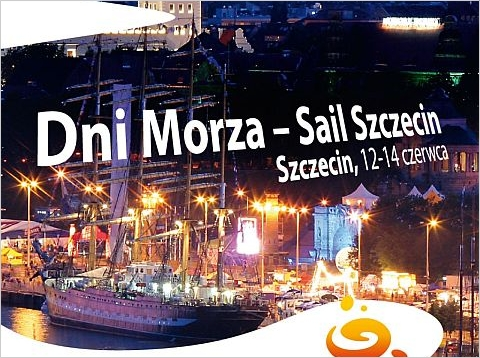 Dni Morza – Sail Szczecin
Szczecin, 12-14 czerwca